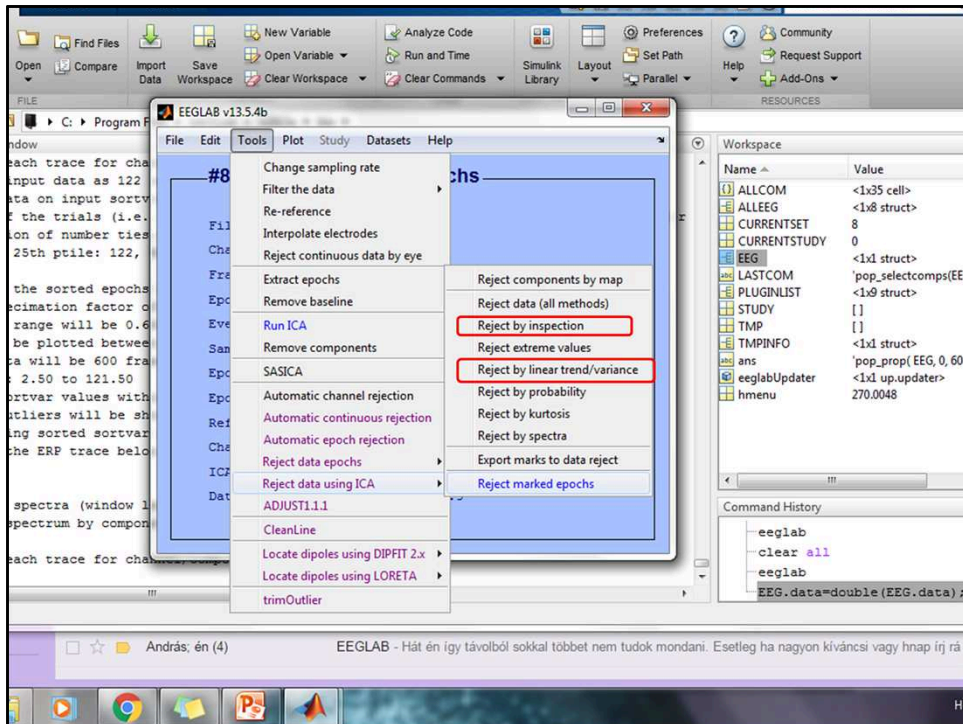 Find Files
New Variable
Analyze Code
Preferences
Community
Open
Compare
Import Data
Save Workspace
Open Variable
Run and Time
Simulink Library
Layout
Set Path
Help
Request Support
Clear Workspace
Clear Commands
Parallel
Add-Ons
FILE
RESOURCES
C: ▸ Program F
EEGLAB v13.5.4b
File Edit Tools Plot Study Datasets Help
#8
chs
Change sampling rate
Filter the data
Re-reference
Interpolate electrodes
Reject continuous data by eye
Extract epochs
Remove baseline
Run ICA
Remove components
SASICA
Automatic channel rejection
Automatic continuous rejection
Automatic epoch rejection
Reject data epochs
Reject data using ICA
ADJUST1.1.1
CleanLine
Locate dipoles using DIPFIT 2.x
Locate dipoles using LORETA
trimOutlier
Reject components by map
Reject data (all methods)
Reject by inspection
Reject extreme values
Reject by linear trend/variance
Reject by probability
Reject by kurtosis
Reject by spectra
Export marks to data reject
Reject marked epochs
Fil
Cha
Fra
Epo
Eve
Sam
Epo
Epo
Ref
Cha
ICA
Dat
ndow
each trace for cha
input data as 122
ata on input sortv
f the trials (i.e.
ion of number ties
25th ptile: 122,
the sorted epochs
ecimation factor o
range will be 0.6
be plotted betwee
ta will be 600 fra
: 2.50 to 121.50
ortvar values with
utliers will be sh
ing sorted sortvar
the ERP trace belo
spectra (window l
spectrum by compon
each trace for channel/compo
Workspace
Name Value
ALLCOM <1x35 cell>
ALLEEG <1x8 struct>
CURRENTSET 8
CURRENTSTUDY 0
EEG <1x1 struct>
LASTCOM 'pop_selectcomps(EE
PLUGINLIST <1x9 struct>
STUDY []
TMP []
TMPINFO <1x1 struct>
ans 'pop_prop( EEG, 0, 60
eeglabUpdater <1x1 up.updater>
hmenu 270.0048
Command History
eeglab
clear all
eeglab
EEG.data=double(EEG.data);
András; én (4)
EEGLAB - Hát én így távolból sokkal többet nem tudok mondani. Esetleg ha nagyon kíváncsi vagy hnap írj rá
H